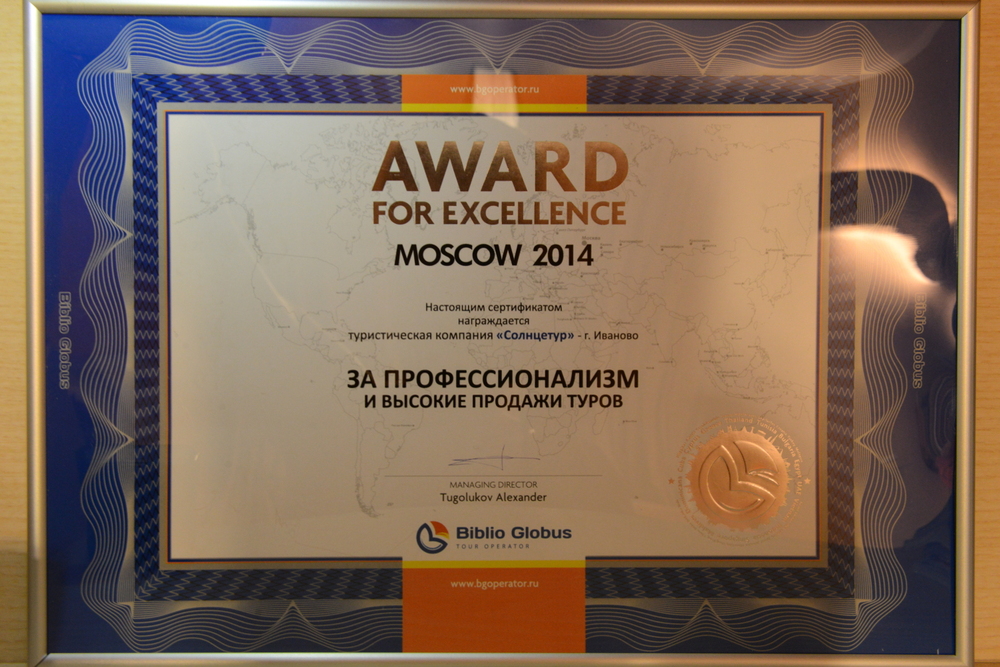 www.bgoperator.ru
AWARD
FOR EXCELLENCE
MOSCOW 2014
Настоящим сертификатом
награждается
туристическая компания «Солнцетур» - г. Иваново
ЗА ПРОФЕССИОНАЛИЗМ
И ВЫСОКИЕ ПРОДАЖИ ТУРОВ
MANAGING DIRECTOR
Tugolukov Alexander
Biblio Globus
TOUR OPERATOR
www.bgoperator.ru
Biblio Globus
Biblio Globus